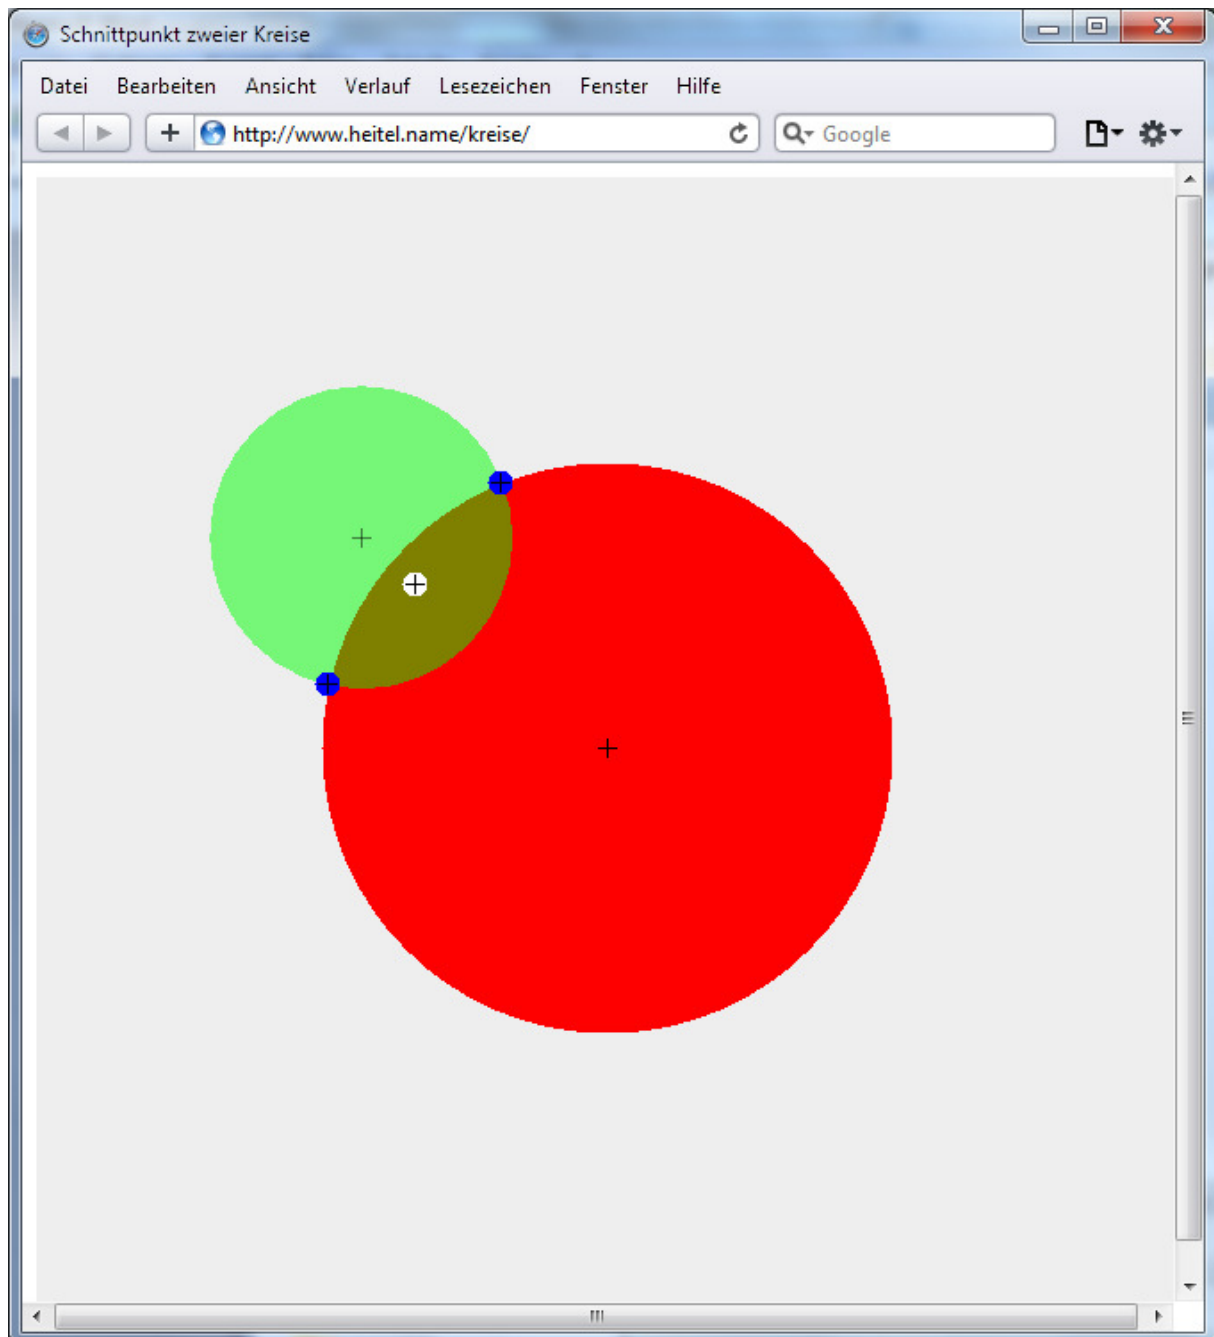 Schnittpunkt zweier Kreise
Datei Bearbeiten Ansicht Verlauf Lesezeichen Fenster Hilfe
http://www.heitel.name/kreise/ Google